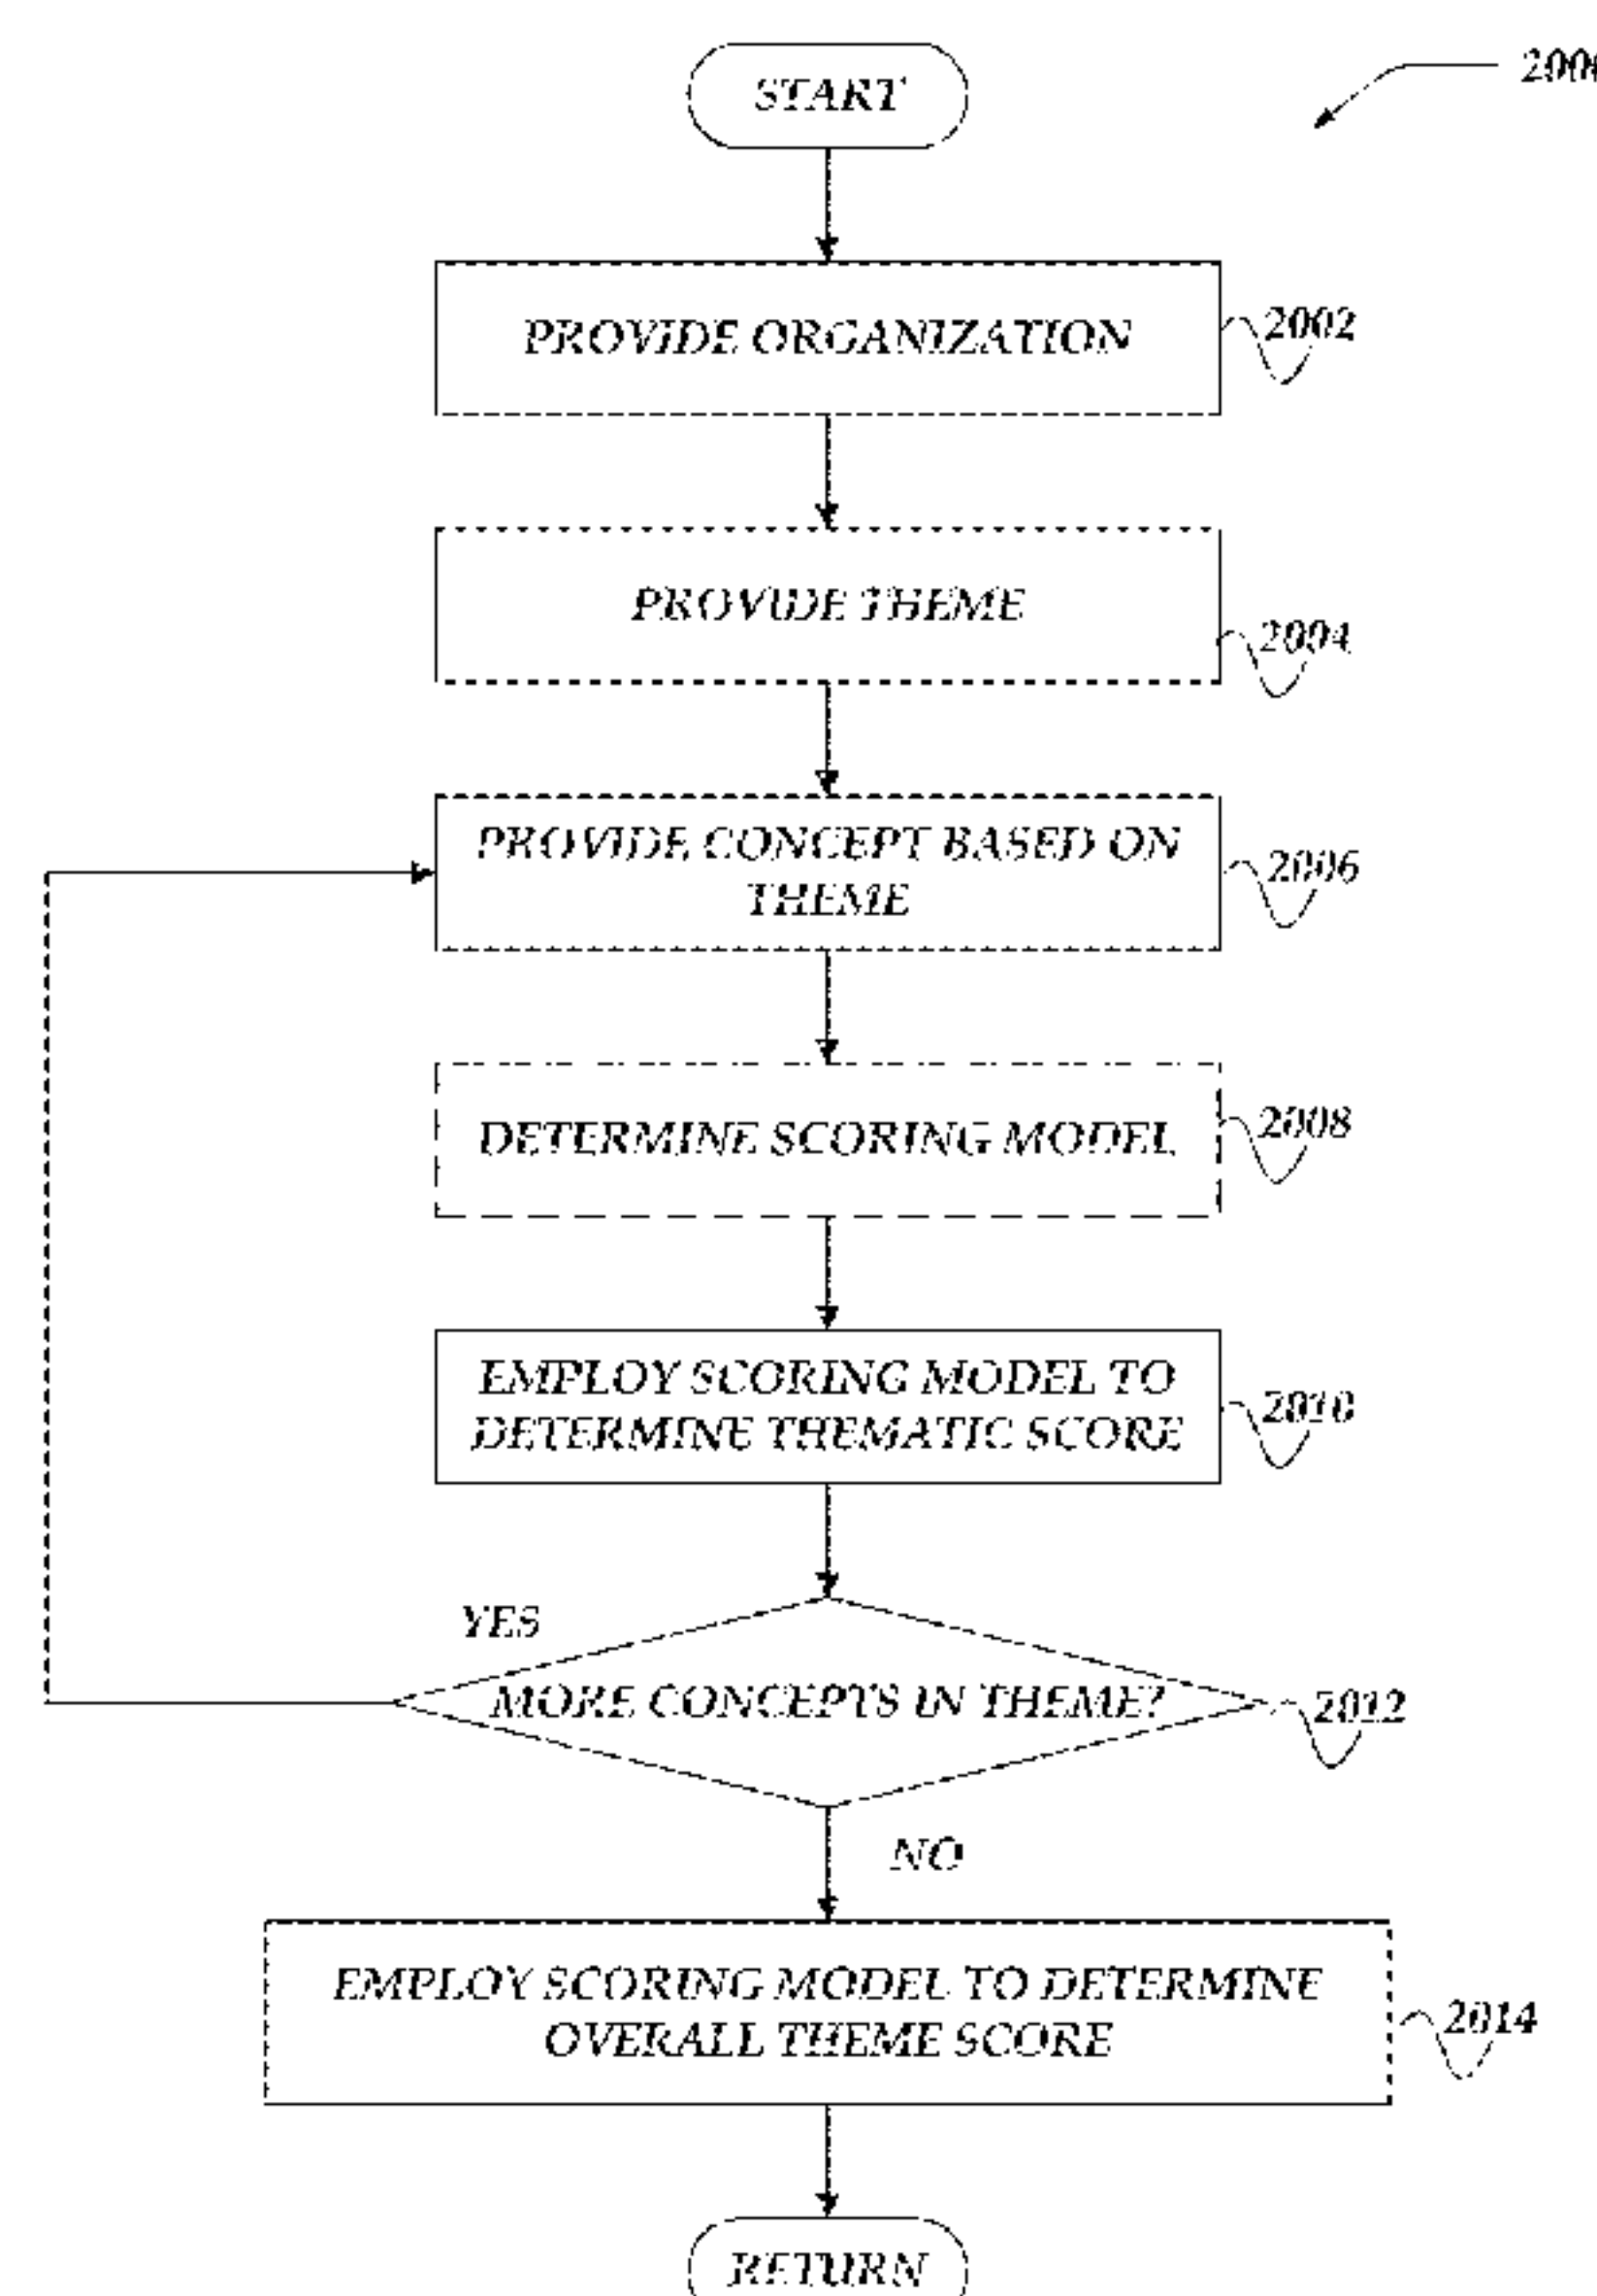 START
200
PROVIDE ORGANIZATION
2002
PROVIDE THEME
2004
PROVIDE CONCEPT BASED ON
THEME
2006
DETERMINE SCORING MODEL
2008
EMPLOY SCORING MODEL TO
DETERMINE THEMATIC SCORE
2010
YES
MORE CONCEPTS IN THEME?
2012
NO
EMPLOY SCORING MODEL TO DETERMINE
OVERALL THEME SCORE
2014
RETURN